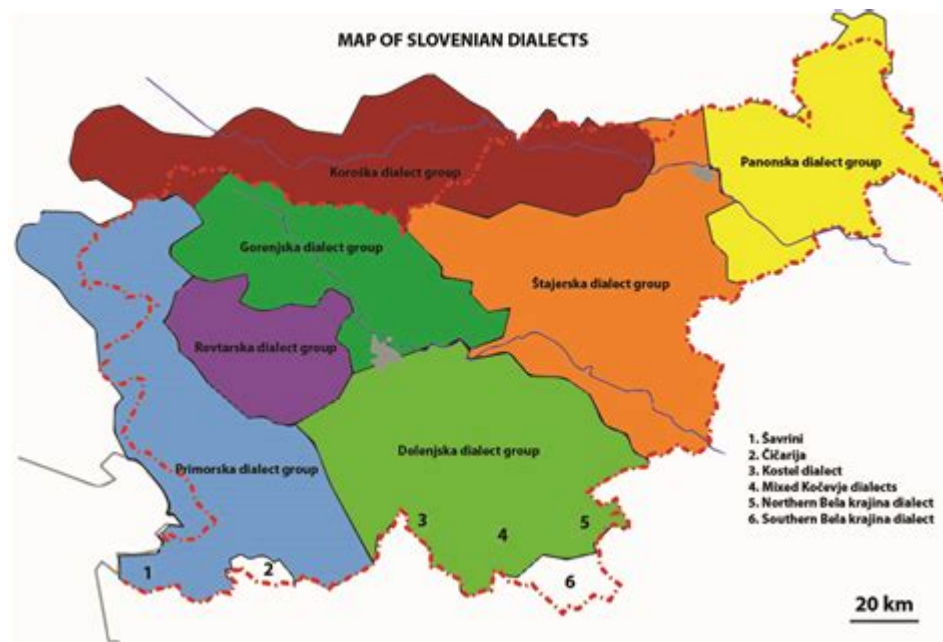 MAP OF SLOVENIAN DIALECTS
Panonska dialect group
Koroška dialect group
Gorenjska dialect group
Štajerska dialect group
Rovtarska dialect group
Dolenjska dialect group
Primorska dialect group
1. Šavrini
2. Čičarija
3. Kostel dialect
4. Mixed Kočevje dialects
5. Northern Bela krajina dialect
6. Southern Bela krajina dialect
3
4
5
1
2
6
20 km